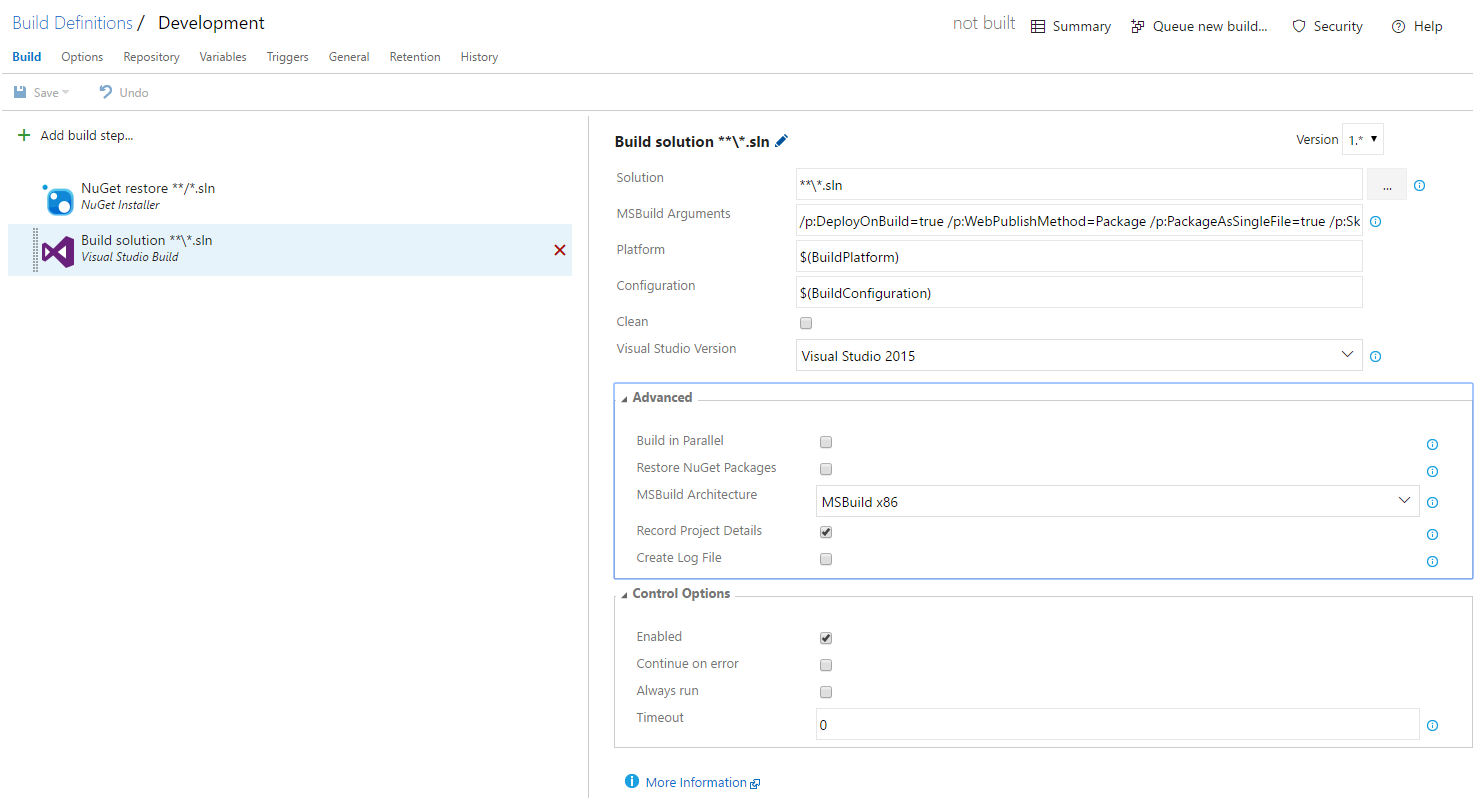 Build Definitions / Development
not built Summary Queue new build... Security Help
Build Options Repository Variables Triggers General Retention History
Save Undo
Add build step...
NuGet restore **/*.sln
NuGet Installer
Build solution **\*.sln
Visual Studio Build
Build solution **\*.sln
Version 1.*
Solution **\*.sln ...
MSBuild Arguments /p:DeployOnBuild=true /p:WebPublishMethod=Package /p:PackageAsSingleFile=true /p:Sk
Platform $(BuildPlatform)
Configuration $(BuildConfiguration)
Clean
Visual Studio Version Visual Studio 2015
Advanced
Build in Parallel
Restore NuGet Packages
MSBuild Architecture MSBuild x86
Record Project Details
Create Log File
Control Options
Enabled
Continue on error
Always run
Timeout 0
More Information